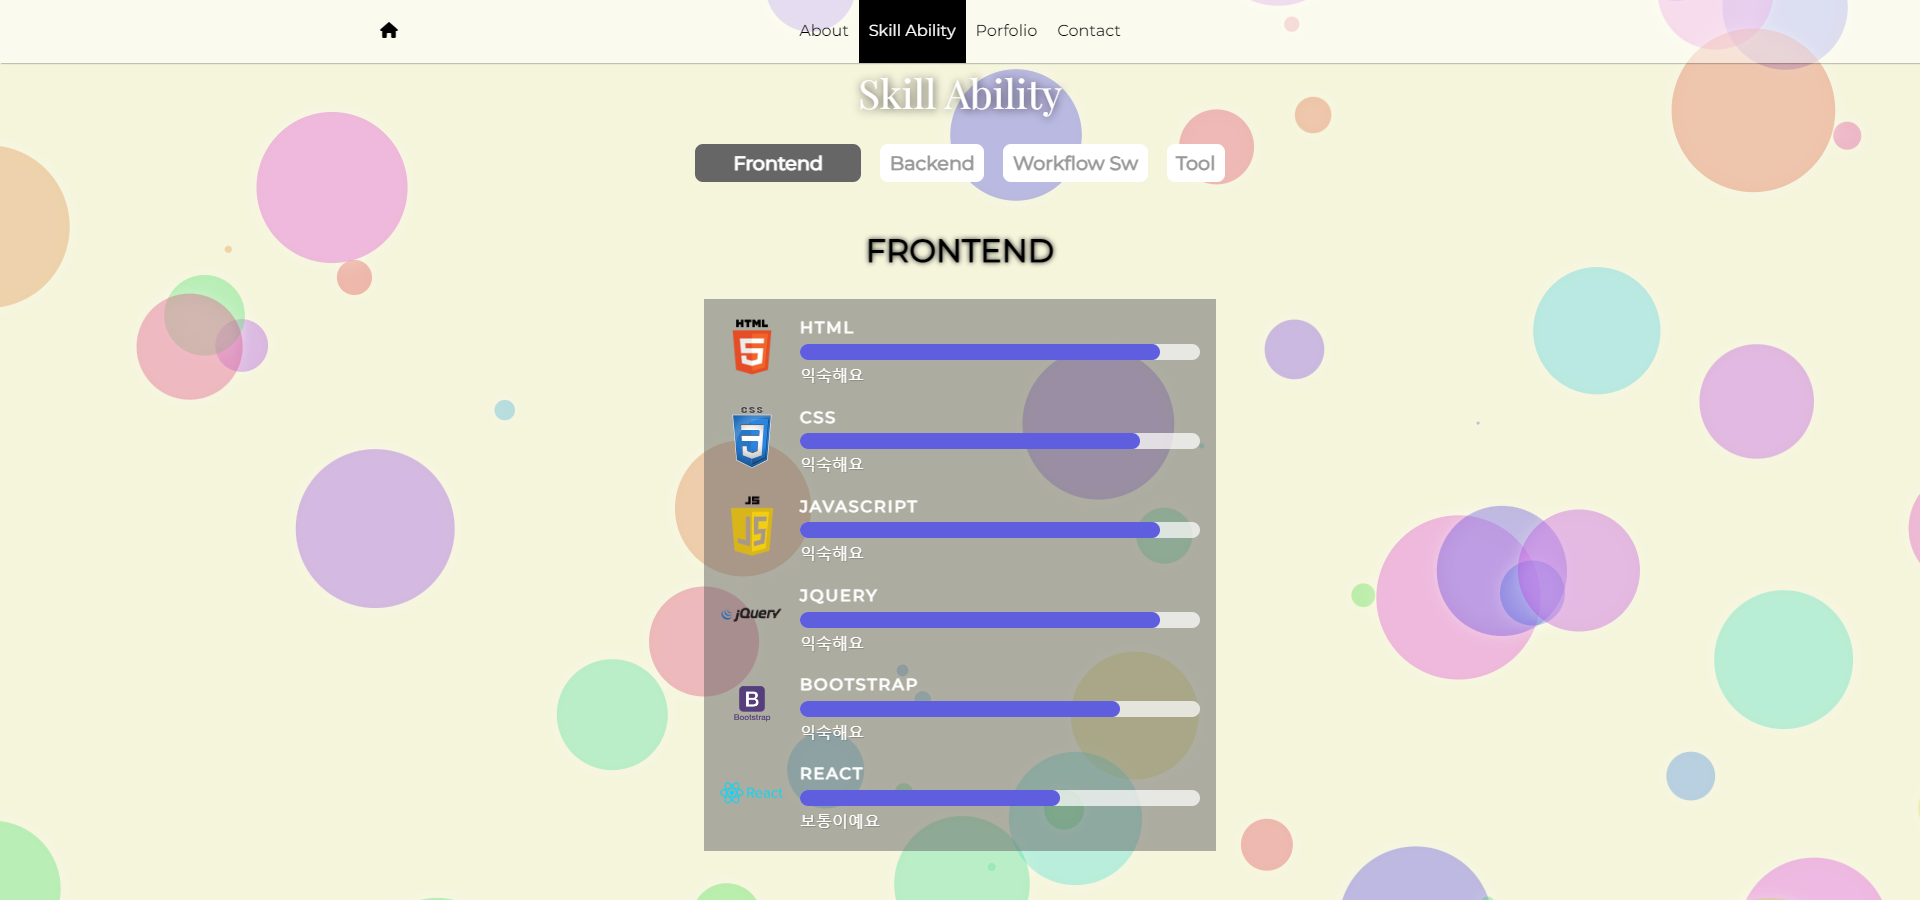 About Skill Ability Porfolio Contact
Skill Ability
Frontend Backend Workflow Sw Tool
FRONTEND
HTML
HTML
5
익숙해요
CSS
CSS
3
익숙해요
JS
JAVASCRIPT
JS
익숙해요
JQUERY
jQuery
익숙해요
BOOTSTRAP
B
Bootstrap
익숙해요
REACT
React
보통이예요